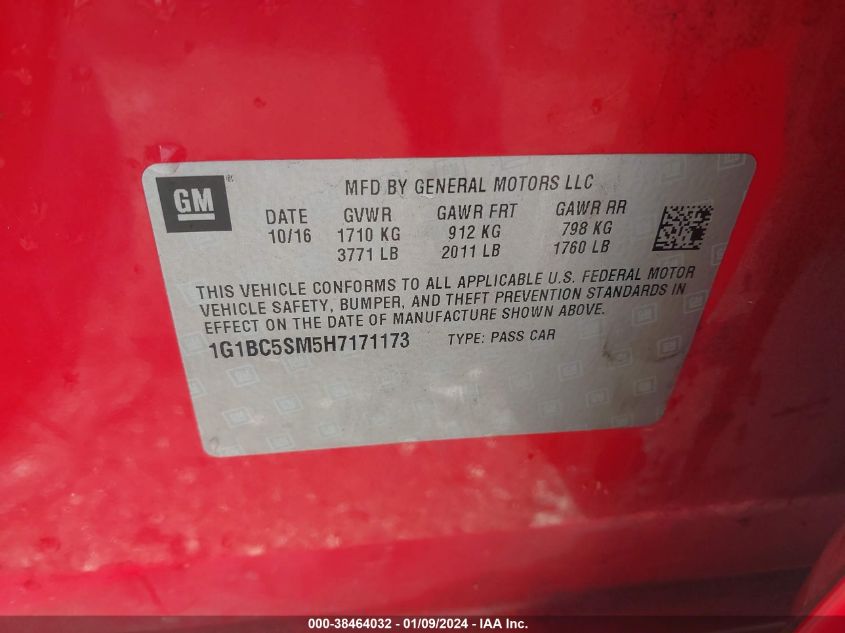 GM ®
MFD BY GENERAL MOTORS LLC
DATE GVWR GAWR FRT GAWR RR
10/16 1710 KG 912 KG 798 KG
3771 LB 2011 LB 1760 LB
THIS VEHICLE CONFORMS TO ALL APPLICABLE U.S. FEDERAL MOTOR
VEHICLE SAFETY, BUMPER, AND THEFT PREVENTION STANDARDS IN
EFFECT ON THE DATE OF MANUFACTURE SHOWN ABOVE.
1G1BC5SM5H7171173 TYPE: PASS CAR
000-38464032 - 01/09/2024 - IAA Inc.